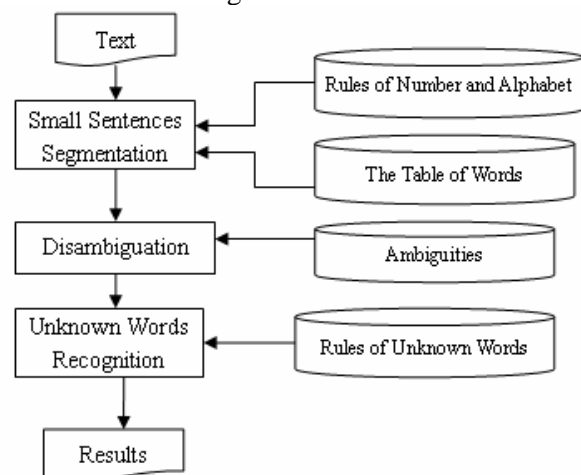 Text
Rules of Number and Alphabet
Small Sentences
Segmentation
The Table of Words
Disambiguation
Ambiguities
Unknown Words
Recognition
Rules of Unknown Words
Results